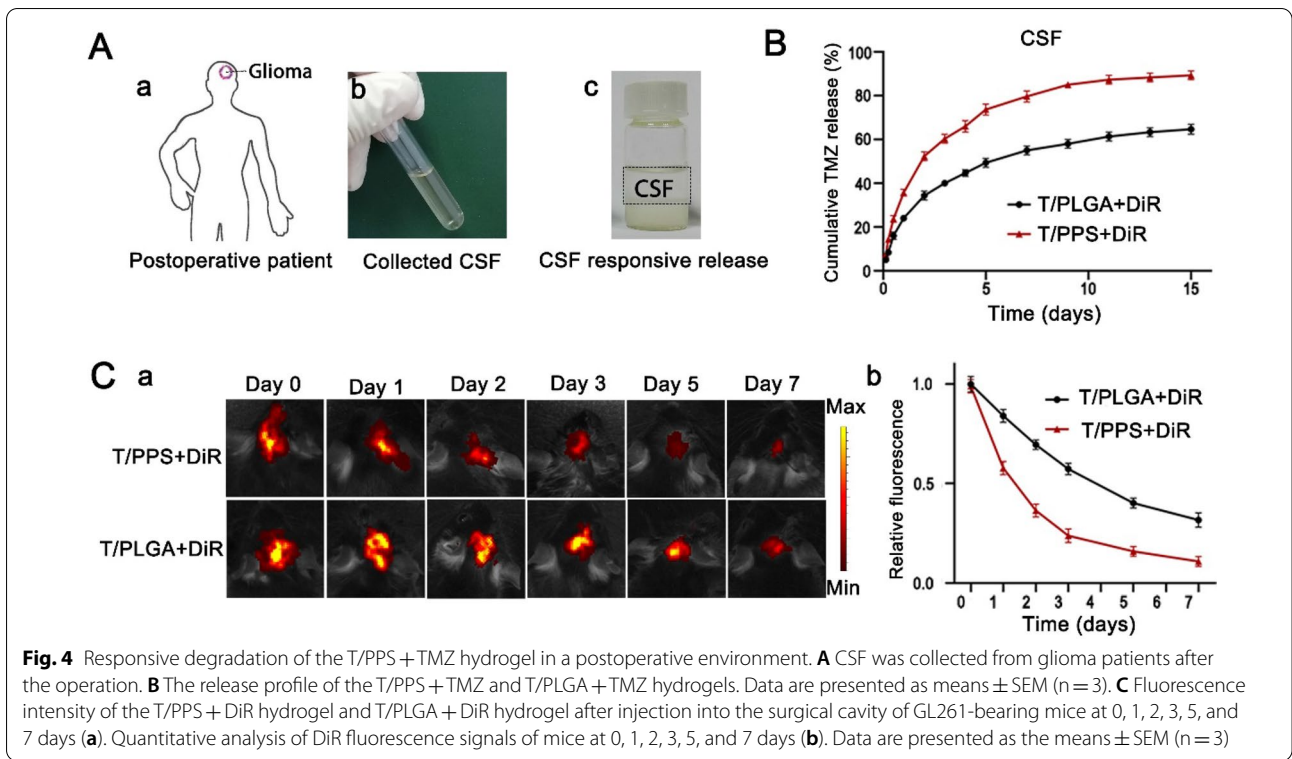 A
a
Glioma
Postoperative patient
b
Collected CSF
c
CSF
CSF responsive release
B
CSF
Cumulative TMZ release (%)
100
80
60
40
20
0
T/PLGA+DiR
T/PPS+DiR
0 5 10 15
Time (days)
C a
Day 0 Day 1 Day 2 Day 3 Day 5 Day 7
T/PPS+DiR
T/PLGA+DiR
Max
Min
b
Relative fluorescence
1.0
0.5
0.0
T/PLGA+DiR
T/PPS+DiR
0 1 2 3 4 5 6 7
Time (days)
Fig. 4 Responsive degradation of the T/PPS + TMZ hydrogel in a postoperative environment. A CSF was collected from glioma patients after
the operation. B The release profile of the T/PPS + TMZ and T/PLGA + TMZ hydrogels. Data are presented as means ± SEM (n = 3). C Fluorescence
intensity of the T/PPS + DiR hydrogel and T/PLGA + DiR hydrogel after injection into the surgical cavity of GL261-bearing mice at 0, 1, 2, 3, 5, and
7 days (a). Quantitative analysis of DiR fluorescence signals of mice at 0, 1, 2, 3, 5, and 7 days (b). Data are presented as the means ± SEM (n = 3)